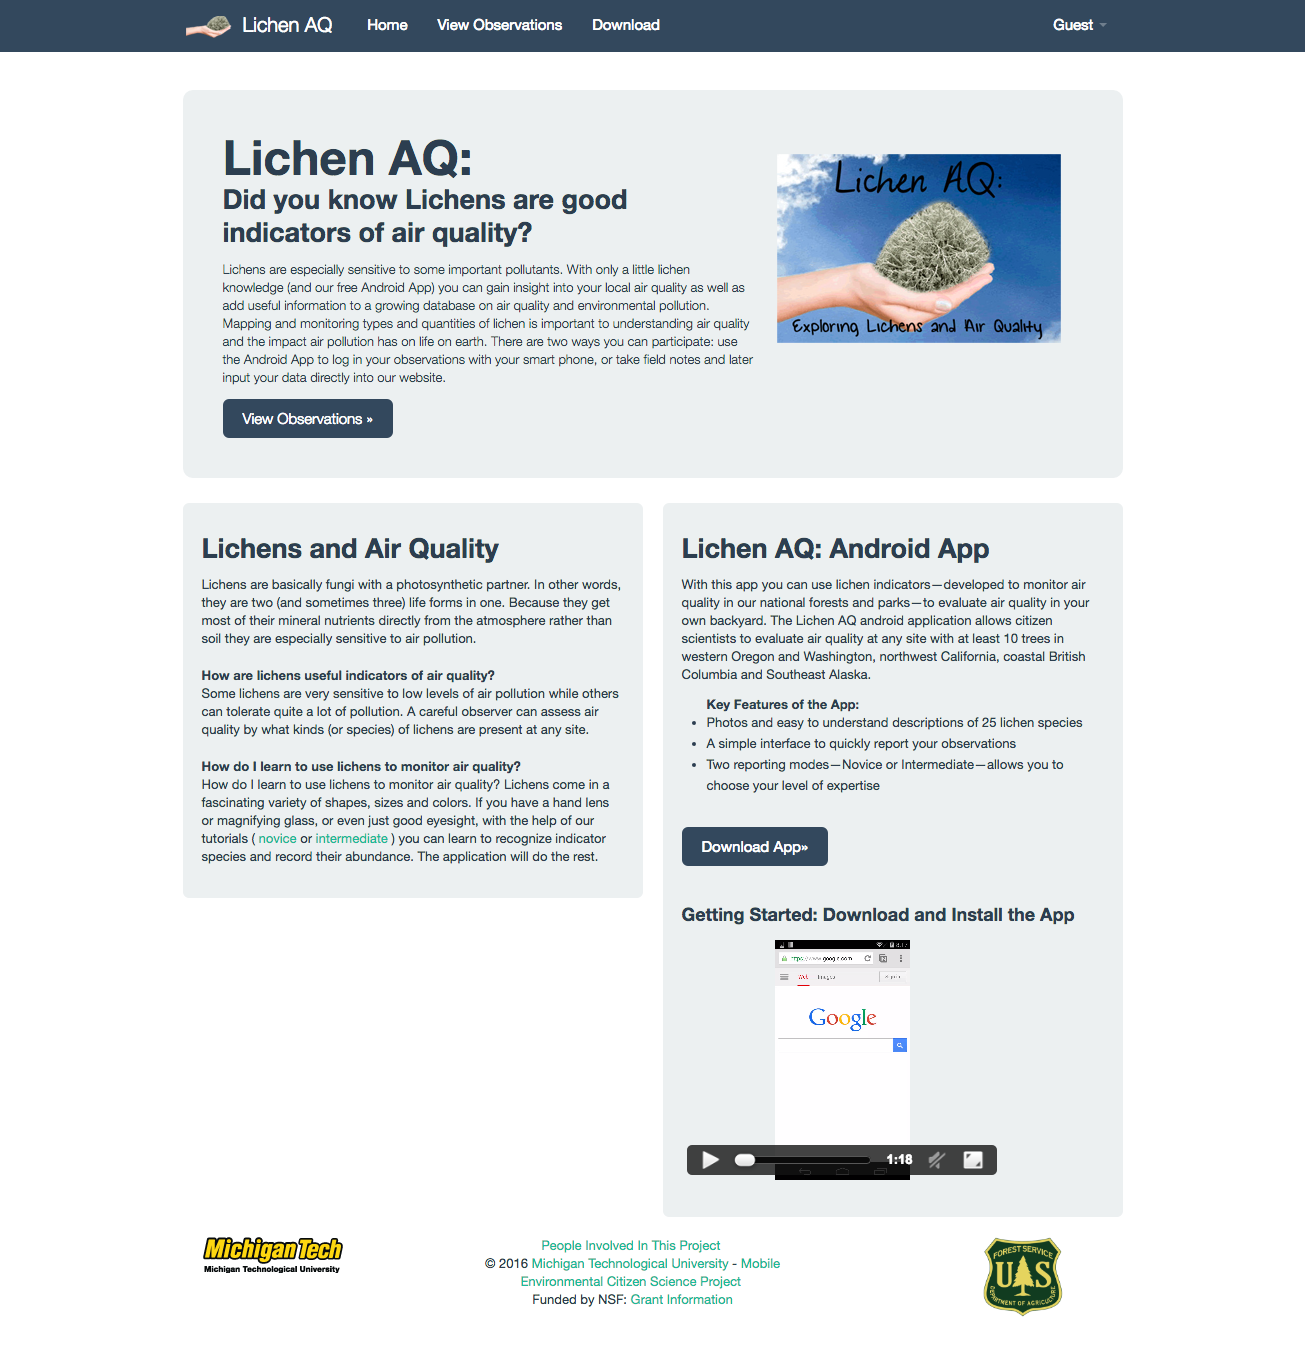 Lichen AQ Home View Observations Download Guest
Lichen AQ:
Did you know Lichens are good
indicators of air quality?
Lichens are especially sensitive to some important pollutants. With only a little lichen
knowledge (and our free Android App) you can gain insight into your local air quality as well as
add useful information to a growing database on air quality and environmental pollution.
Mapping and monitoring types and quantities of lichen is important to understanding air quality
and the impact air pollution has on life on earth. There are two ways you can participate: use
the Android App to log in your observations with your smart phone, or take field notes and later
input your data directly into our website.
View Observations »
Lichen AQ:
Exploring Lichens and Air Quality
Lichens and Air Quality
Lichens are basically fungi with a photosynthetic partner. In other words,
they are two (and sometimes three) life forms in one. Because they get
most of their mineral nutrients directly from the atmosphere rather than
soil they are especially sensitive to air pollution.
How are lichens useful indicators of air quality?
Some lichens are very sensitive to low levels of air pollution while others
can tolerate quite a lot of pollution. A careful observer can assess air
quality by what kinds (or species) of lichens are present at any site.
How do I learn to use lichens to monitor air quality?
How do I learn to use lichens to monitor air quality? Lichens come in a
fascinating variety of shapes, sizes and colors. If you have a hand lens
or magnifying glass, or even just good eyesight, with the help of our
tutorials ( novice or intermediate ) you can learn to recognize indicator
species and record their abundance. The application will do the rest.
Lichen AQ: Android App
With this app you can use lichen indicators—developed to monitor air
quality in our national forests and parks—to evaluate air quality in your
own backyard. The Lichen AQ android application allows citizen
scientists to evaluate air quality at any site with at least 10 trees in
western Oregon and Washington, northwest California, coastal British
Columbia and Southeast Alaska.
Key Features of the App:
• Photos and easy to understand descriptions of 25 lichen species
• A simple interface to quickly report your observations
• Two reporting modes—Novice or Intermediate—allows you to
choose your level of expertise
Download App»
Getting Started: Download and Install the App
https://www.google.com
Web Images
Google
1:18
Michigan Tech
Michigan Technological University
People Involved In This Project
© 2016 Michigan Technological University - Mobile
Environmental Citizen Science Project
Funded by NSF: Grant Information
FOREST SERVICE
U S
DEPARTMENT OF AGRICULTURE